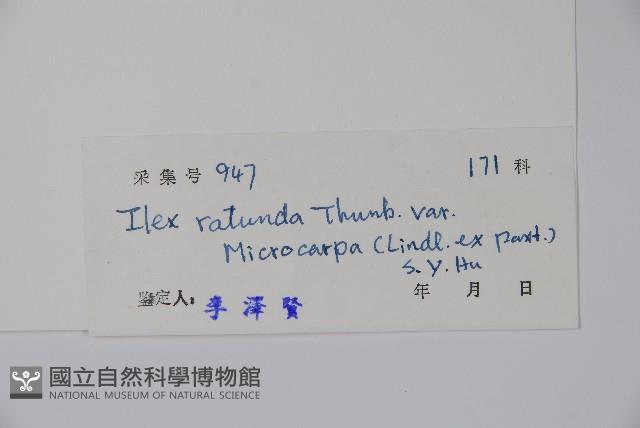 采集号 947 171 科
Ilex ratunda Thunb. var.
Microcarpa (Lindl. ex Paxt.)
S. Y. Hu
鉴定人: 李澤賢 年 月 日
國立自然科學博物館
NATIONAL MUSEUM OF NATURAL SCIENCE